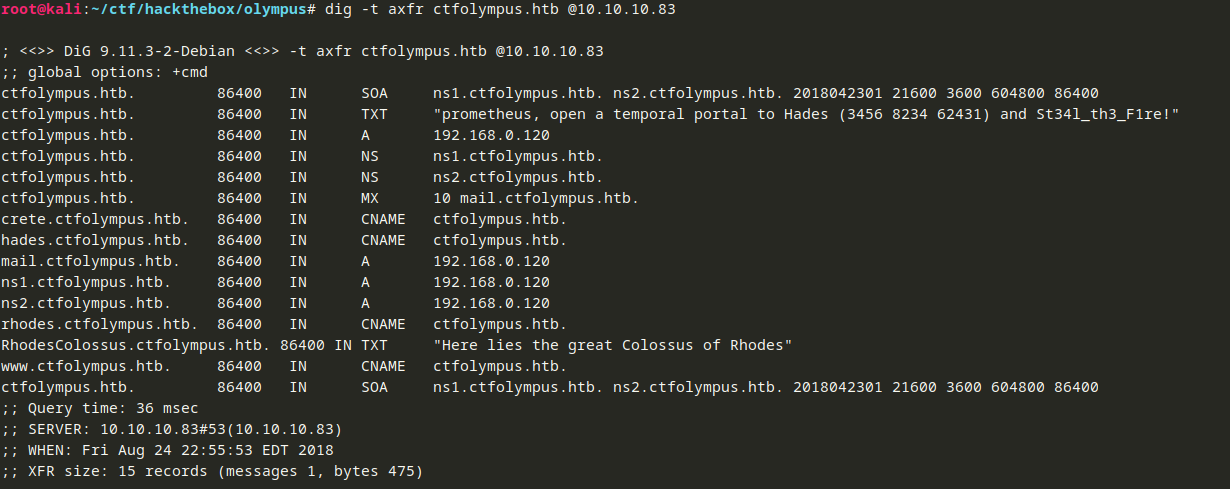 root@kali:~/ctf/hackthebox/olympus# dig -t axfr ctfolympus.htb @10.10.10.83
; <<>> DiG 9.11.3-2-Debian <<>> -t axfr ctfolympus.htb @10.10.10.83
;; global options: +cmd
ctfolympus.htb. 86400 IN SOA ns1.ctfolympus.htb. ns2.ctfolympus.htb. 2018042301 21600 3600 604800 86400
ctfolympus.htb. 86400 IN TXT "prometheus, open a temporal portal to Hades (3456 8234 62431) and St34l_th3_F1re!"
ctfolympus.htb. 86400 IN A 192.168.0.120
ctfolympus.htb. 86400 IN NS ns1.ctfolympus.htb.
ctfolympus.htb. 86400 IN NS ns2.ctfolympus.htb.
ctfolympus.htb. 86400 IN MX 10 mail.ctfolympus.htb.
crete.ctfolympus.htb. 86400 IN CNAME ctfolympus.htb.
hades.ctfolympus.htb. 86400 IN CNAME ctfolympus.htb.
mail.ctfolympus.htb. 86400 IN A 192.168.0.120
ns1.ctfolympus.htb. 86400 IN A 192.168.0.120
ns2.ctfolympus.htb. 86400 IN A 192.168.0.120
rhodes.ctfolympus.htb. 86400 IN CNAME ctfolympus.htb.
RhodesColossus.ctfolympus.htb. 86400 IN TXT "Here lies the great Colossus of Rhodes"
www.ctfolympus.htb. 86400 IN CNAME ctfolympus.htb.
ctfolympus.htb. 86400 IN SOA ns1.ctfolympus.htb. ns2.ctfolympus.htb. 2018042301 21600 3600 604800 86400
;; Query time: 36 msec
;; SERVER: 10.10.10.83#53(10.10.10.83)
;; WHEN: Fri Aug 24 22:55:53 EDT 2018
;; XFR size: 15 records (messages 1, bytes 475)